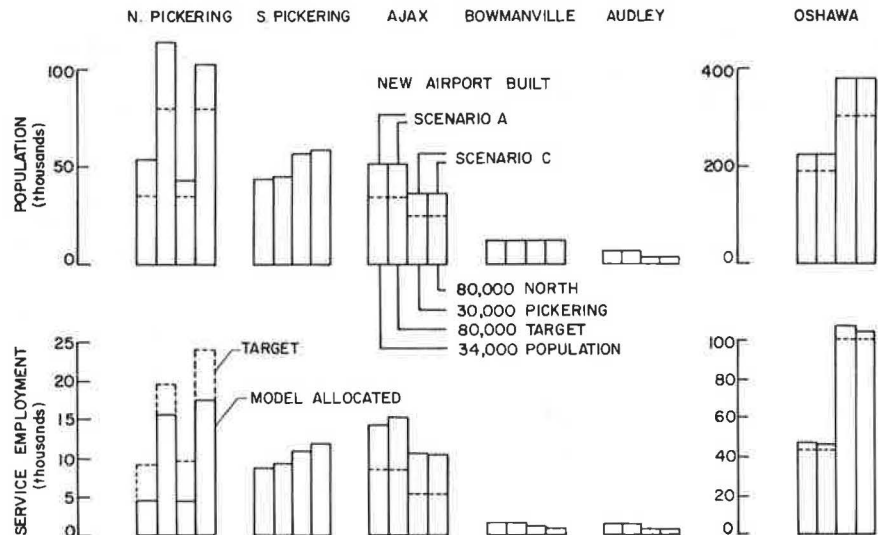 N. PICKERING S. PICKERING AJAX BOWMANVILLE AUDLEY OSHAWA
POPULATION
(thousands)
100
50
0
NEW AIRPORT BUILT
SCENARIO A
SCENARIO C
400
200
0
80,000 NORTH
30,000 PICKERING
80,000 TARGET
34,000 POPULATION
SERVICE EMPLOYMENT
(thousands)
25
20
15
10
5
0
TARGET
MODEL ALLOCATED
100
80
60
40
20
0